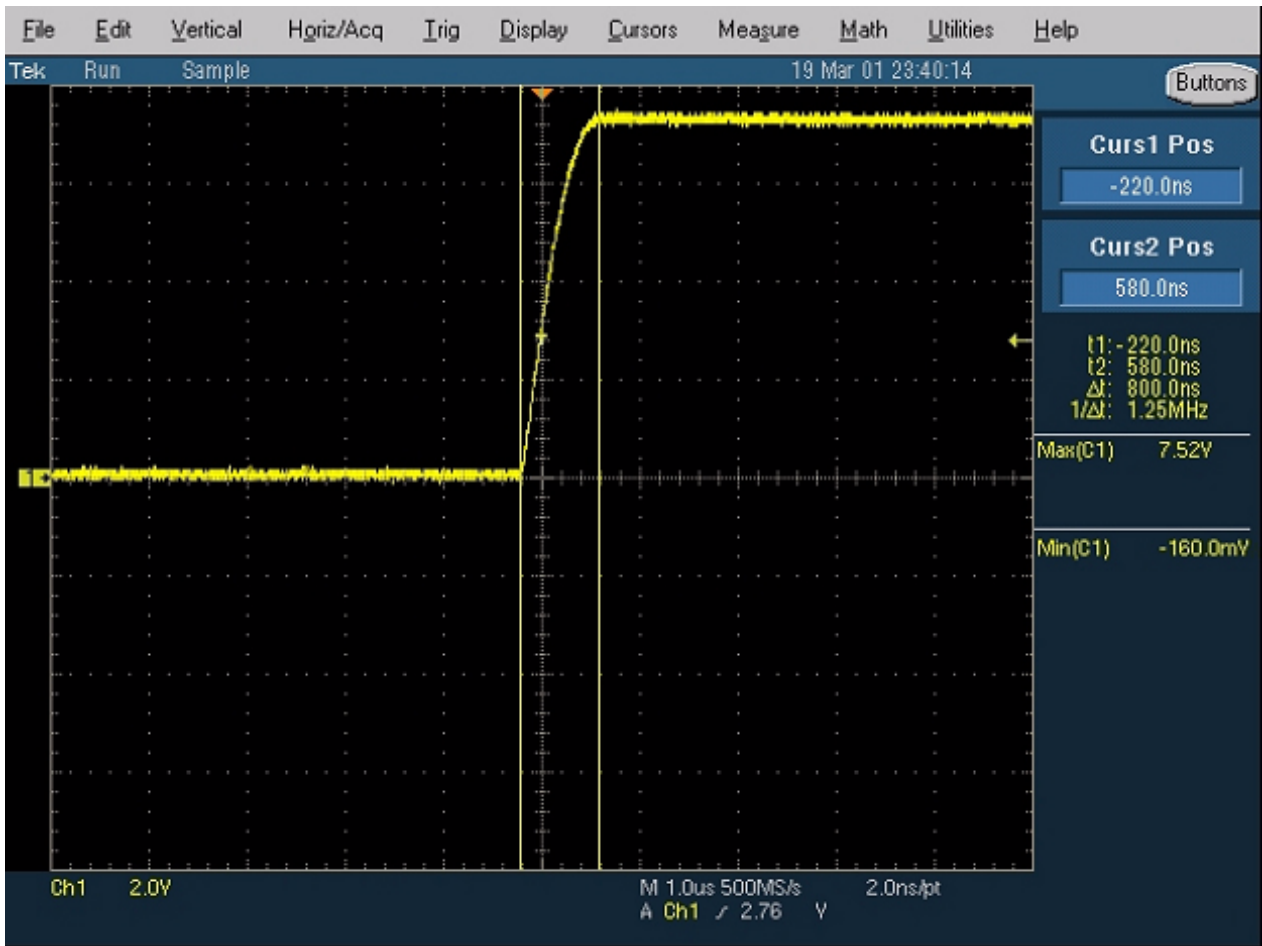 File Edit Vertical Horiz/Acq Trig Display Cursors Measure Math Utilities Help
Tek Run Sample 19 Mar 01 23:40:14
Buttons
Curs1 Pos
-220.0ns
Curs2 Pos
580.0ns
t1: -220.0ns
t2: 580.0ns
Δt: 800.0ns
1/Δt: 1.25MHz
Max(C1) 7.52V
1
Min(C1) -160.0mV
Ch1 2.0V M 1.0us 500MS/s 2.0ns/pt
A Ch1 / 2.76 V